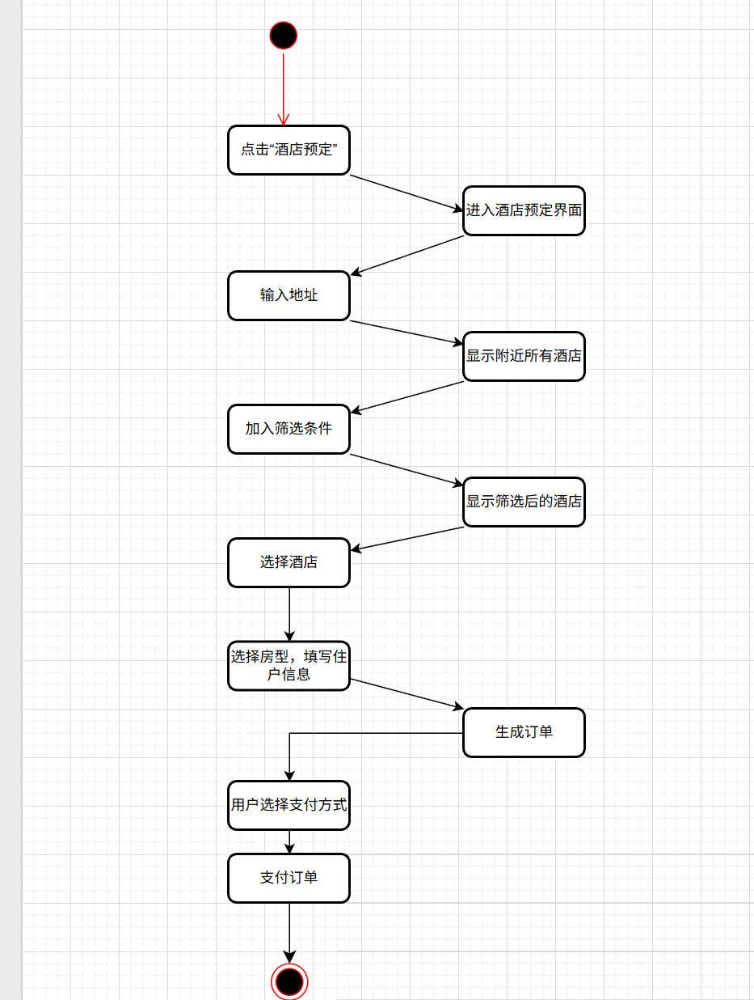 点击“酒店预定”
进入酒店预定界面
输入地址
显示附近所有酒店
加入筛选条件
显示筛选后的酒店
选择酒店
选择房型，填写住
户信息
生成订单
用户选择支付方式
支付订单